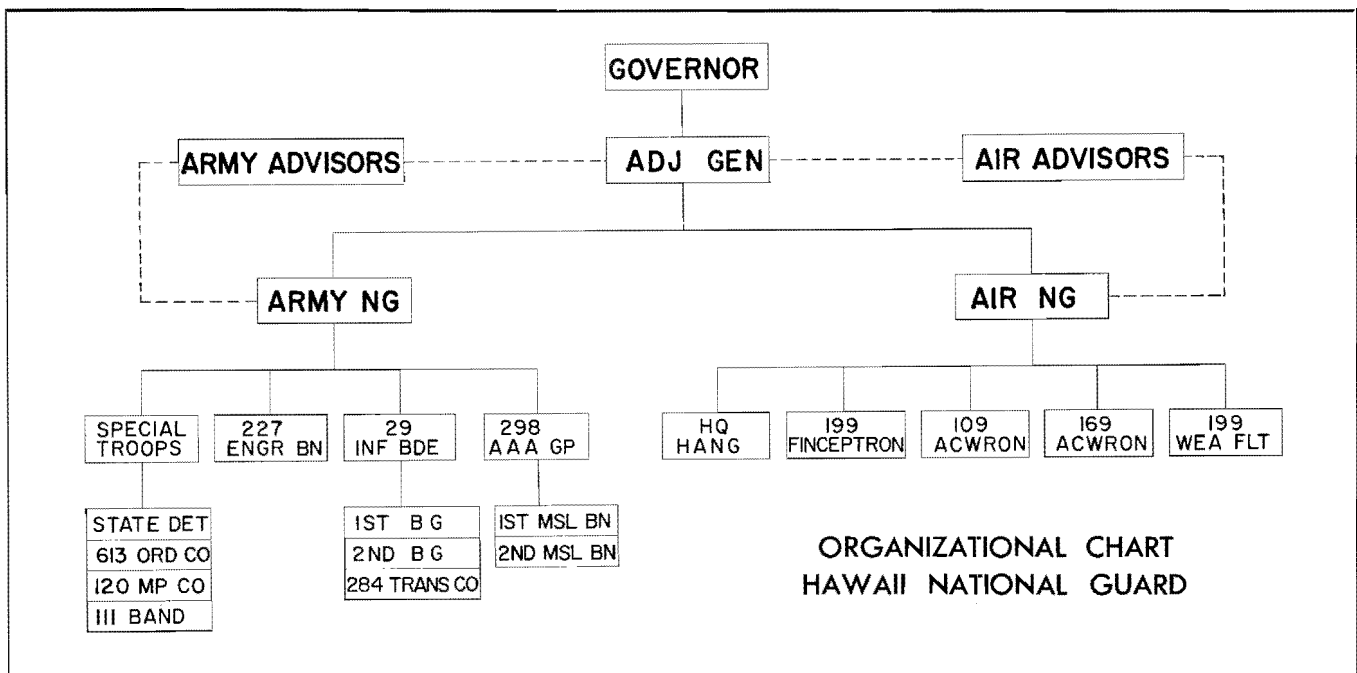 GOVERNOR
ARMY ADVISORS
ADJ GEN
AIR ADVISORS
ARMY NG
AIR NG
SPECIAL
TROOPS
227
ENGR BN
29
INF BDE
298
AAA GP
HQ
HANG
199
FINCEPTRON
109
ACWRON
169
ACWRON
199
WEA FLT
STATE DET
613 ORD CO
120 MP CO
111 BAND
1ST BG
2ND BG
284 TRANS CO
1ST MSL BN
2ND MSL BN
ORGANIZATIONAL CHART
HAWAII NATIONAL GUARD